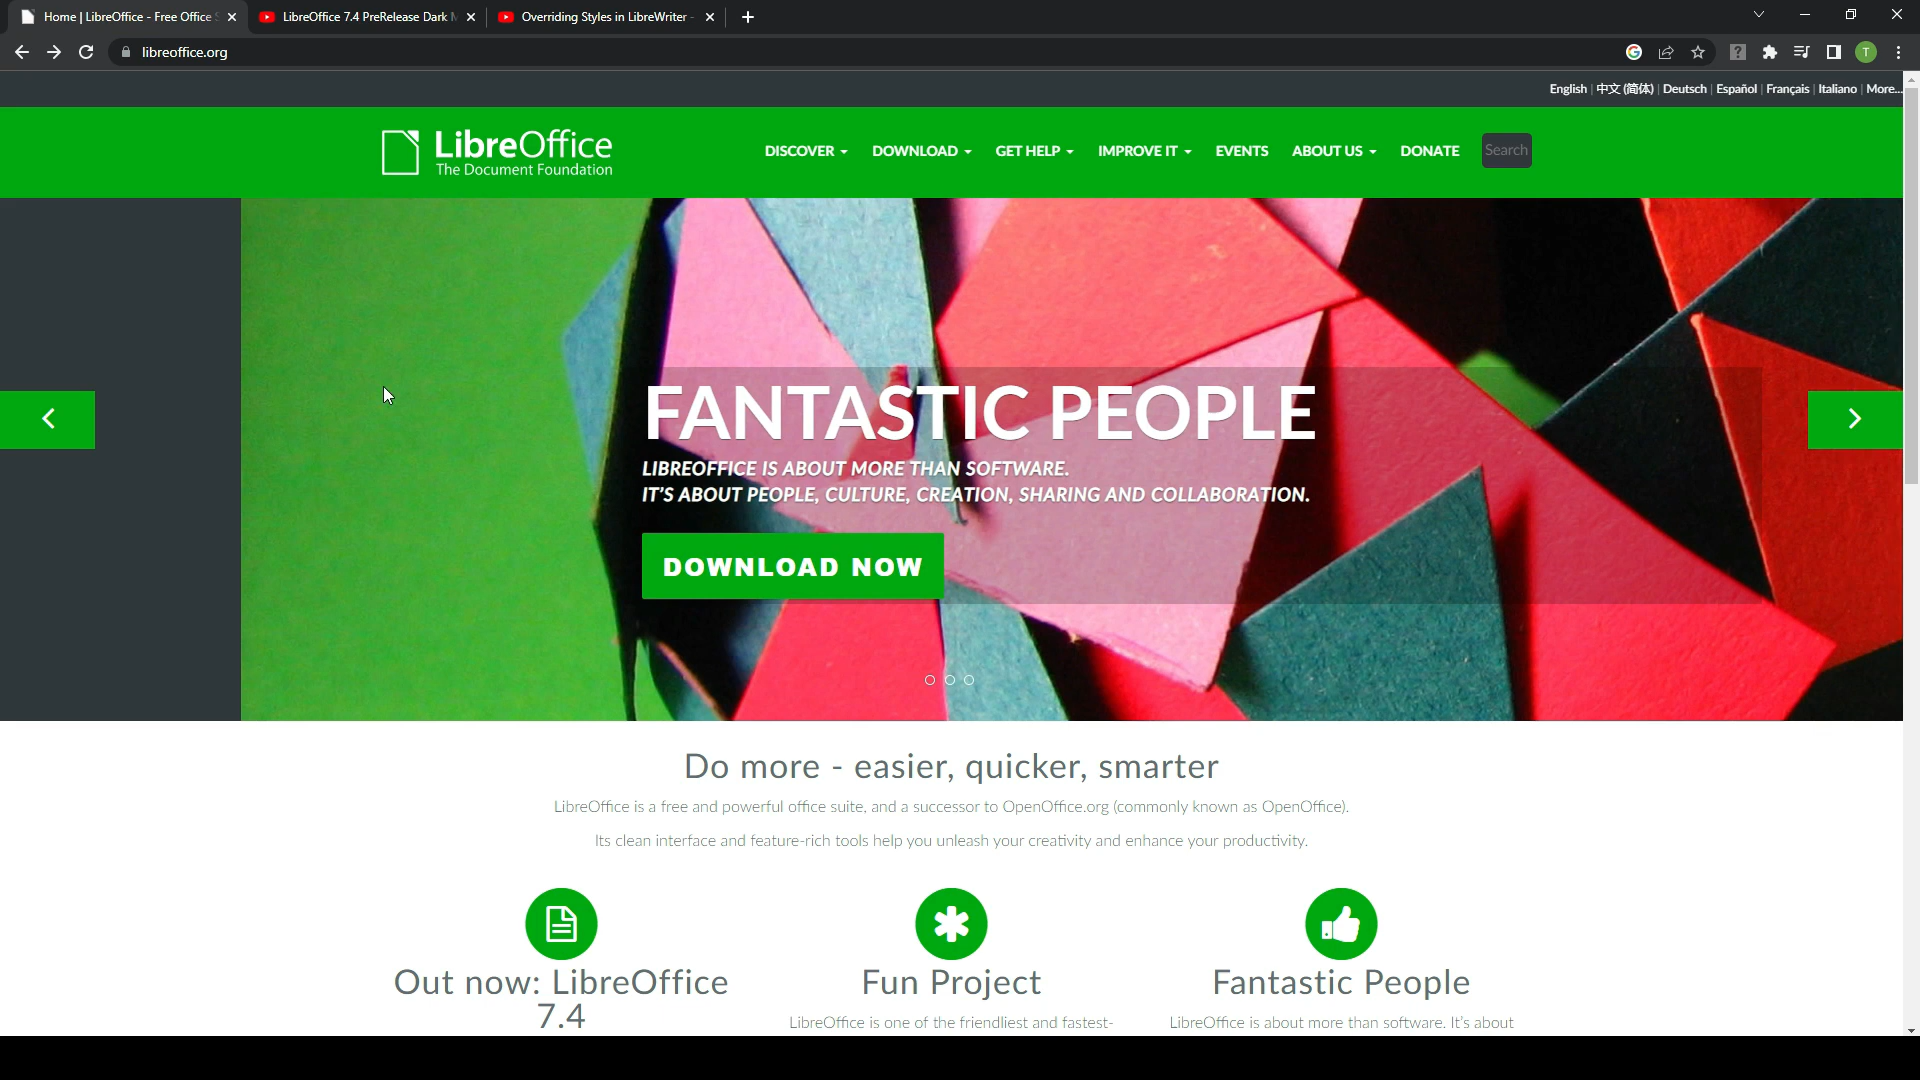 Home | LibreOffice - Free Office S
LibreOffice 7.4 PreRelease Dark M
Overriding Styles in LibreWriter -
libreoffice.org
T
English | 中文 (简体) | Deutsch | Español | Français | Italiano | More...
LibreOffice
The Document Foundation
DISCOVER
DOWNLOAD
GET HELP
IMPROVE IT
EVENTS
ABOUT US
DONATE
Search
FANTASTIC PEOPLE
LIBREOFFICE IS ABOUT MORE THAN SOFTWARE.
IT'S ABOUT PEOPLE, CULTURE, CREATION, SHARING AND COLLABORATION.
DOWNLOAD NOW
Do more - easier, quicker, smarter
LibreOffice is a free and powerful office suite, and a successor to OpenOffice.org (commonly known as OpenOffice).
Its clean interface and feature-rich tools help you unleash your creativity and enhance your productivity.
Out now: LibreOffice
7.4
Fun Project
LibreOffice is one of the friendliest and fastest-
Fantastic People
LibreOffice is about more than software. It's about